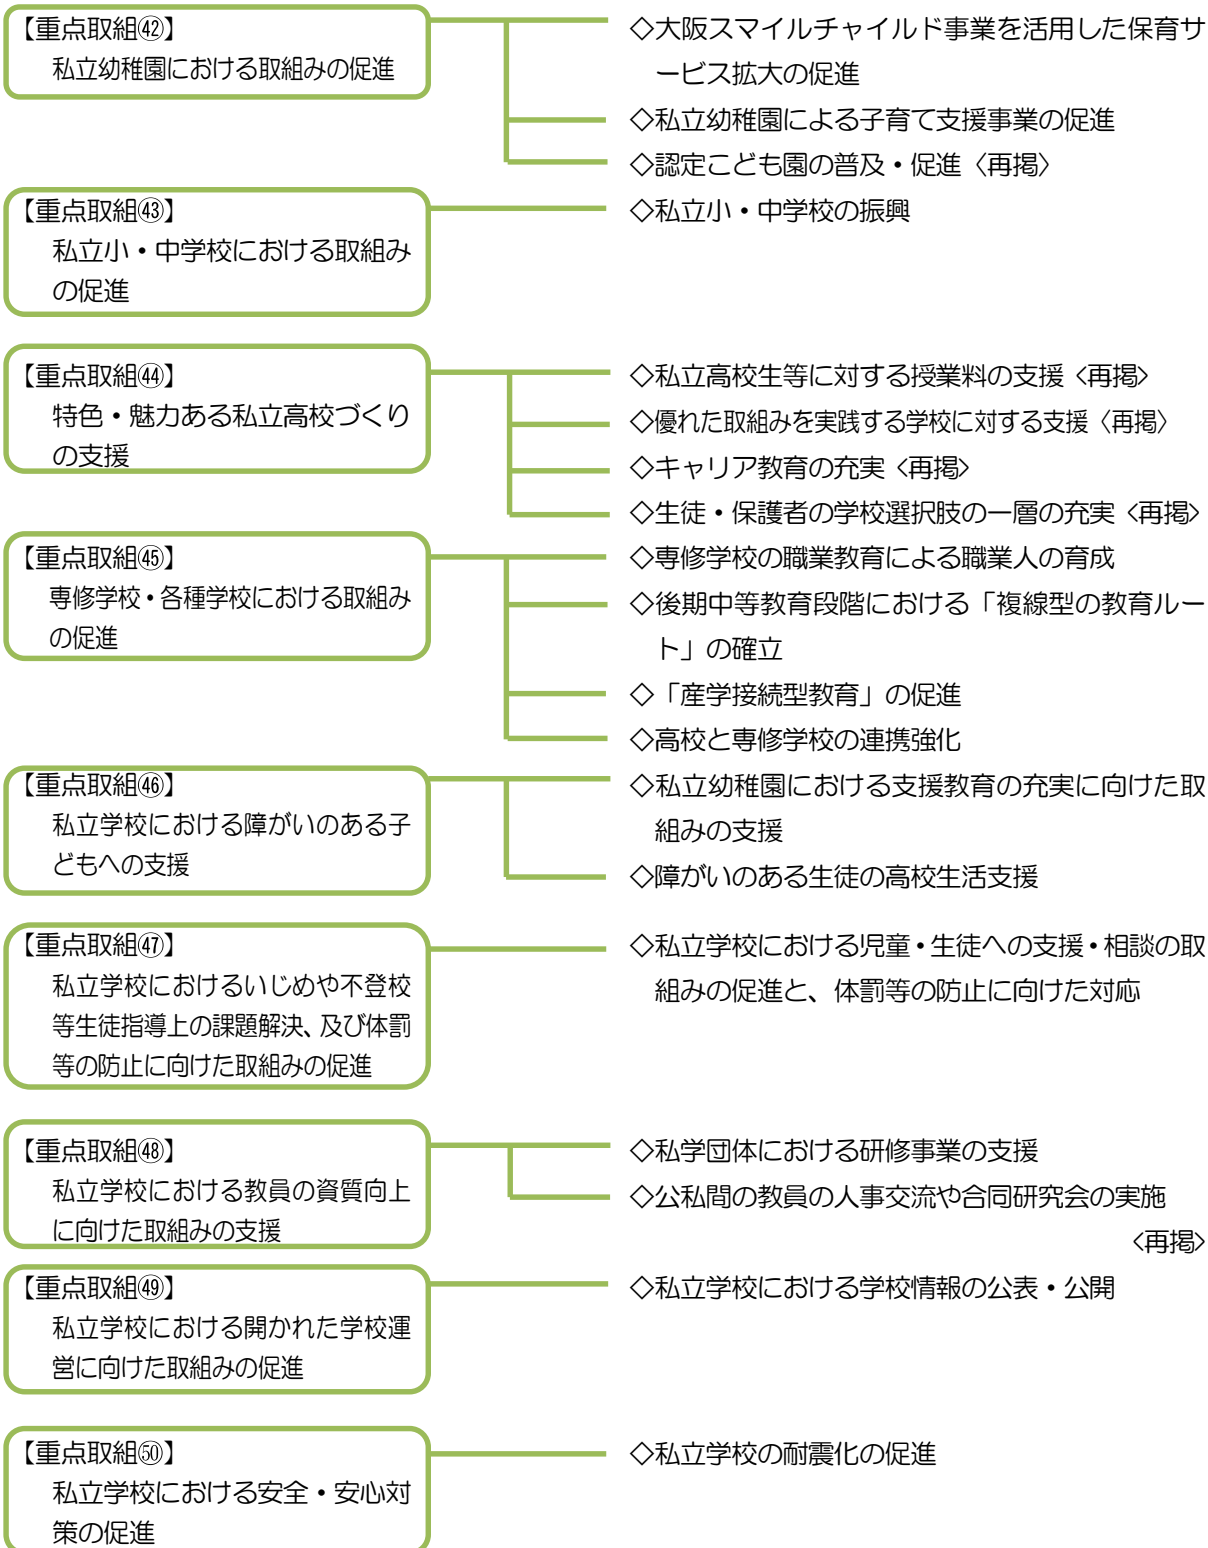 【重点取組㊷】
私立幼稚園における取組みの促進
◇大阪スマイルチャイルド事業を活用した保育サ
ービス拡大の促進
◇私立幼稚園による子育て支援事業の促進
◇認定こども園の普及・促進〈再掲〉
【重点取組㊸】
私立小・中学校における取組み
の促進
◇私立小・中学校の振興
【重点取組㊹】
特色・魅力ある私立高校づくり
の支援
◇私立高校生等に対する授業料の支援〈再掲〉
◇優れた取組みを実践する学校に対する支援〈再掲〉
◇キャリア教育の充実〈再掲〉
◇生徒・保護者の学校選択肢の一層の充実〈再掲〉
【重点取組㊺】
専修学校・各種学校における取組み
の促進
◇専修学校の職業教育による職業人の育成
◇後期中等教育段階における「複線型の教育ルー
ト」の確立
◇「産学接続型教育」の促進
◇高校と専修学校の連携強化
【重点取組㊻】
私立学校における障がいのある子
どもへの支援
◇私立幼稚園における支援教育の充実に向けた取
組みの支援
◇障がいのある生徒の高校生活支援
【重点取組㊼】
私立学校におけるいじめや不登校
等生徒指導上の課題解決、及び体罰
等の防止に向けた取組みの促進
◇私立学校における児童・生徒への支援・相談の取
組みの促進と、体罰等の防止に向けた対応
【重点取組㊽】
私立学校における教員の資質向上
に向けた取組みの支援
◇私学団体における研修事業の支援
◇公私間の教員の人事交流や合同研究会の実施
〈再掲〉
【重点取組㊾】
私立学校における開かれた学校運
営に向けた取組みの促進
◇私立学校における学校情報の公表・公開
【重点取組㊿】
私立学校における安全・安心対
策の促進
◇私立学校の耐震化の促進